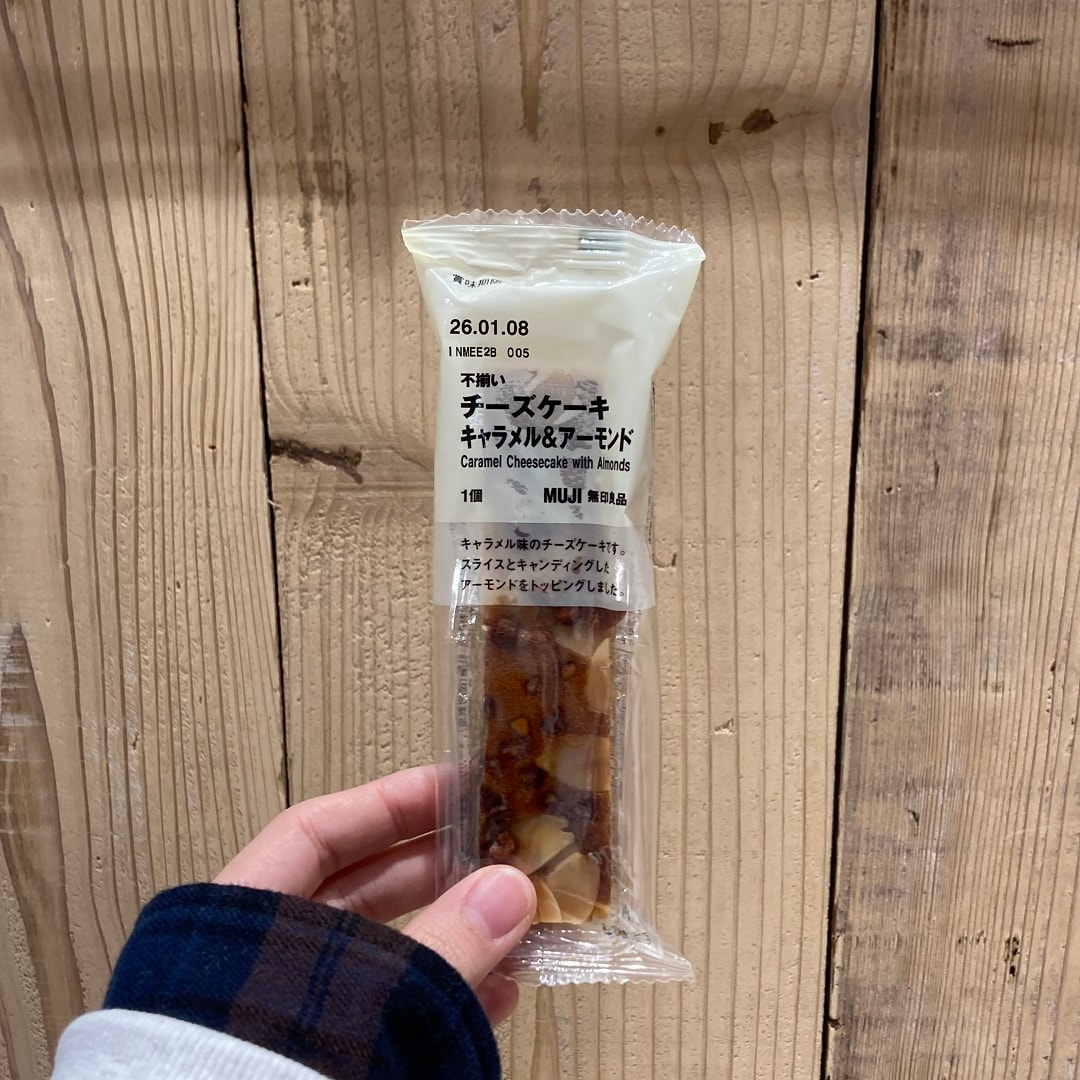 賞味期限
26.01.08
I NMEE2B 005
不揃い
チーズケーキ
キャラメル&アーモンド
Caramel Cheesecake with Almonds
1個 MUJI 無印良品
キャラメル味のチーズケーキです。
スライスとキャンディングした
アーモンドをトッピングしました。